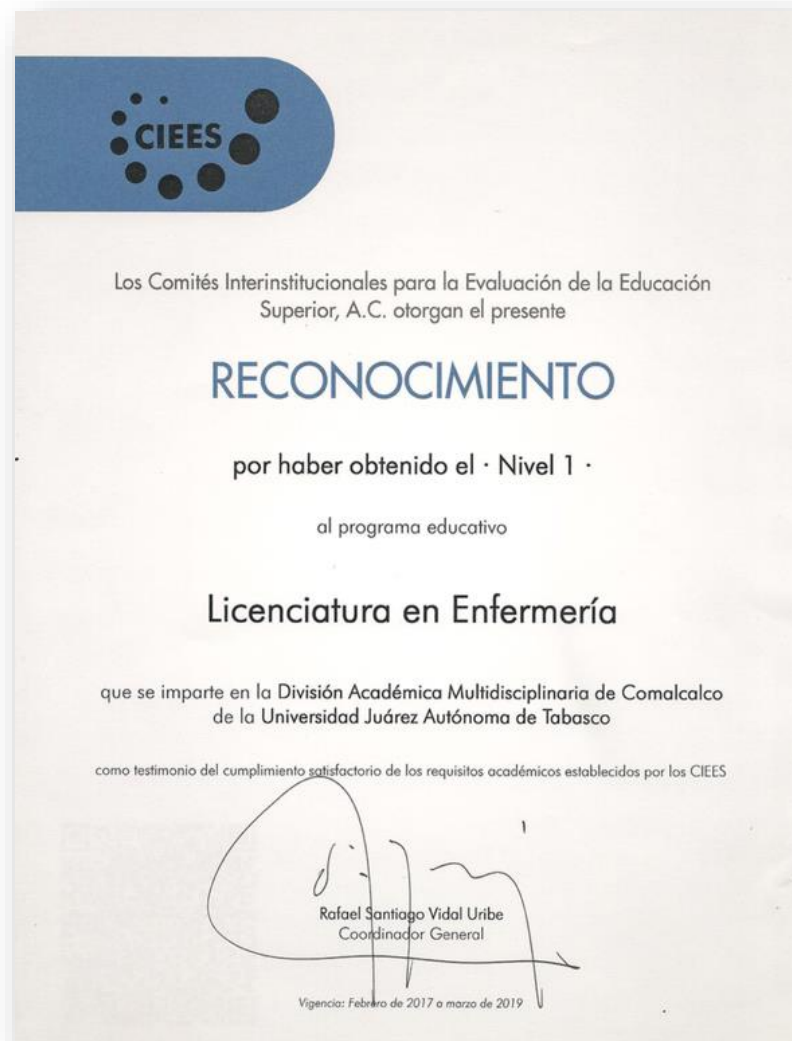 CIEES
Los Comités Interinstitucionales para la Evaluación de la Educación
Superior, A.C. otorgan el presente
RECONOCIMIENTO
por haber obtenido el · Nivel 1 ·
al programa educativo
Licenciatura en Enfermería
que se imparte en la División Académica Multidisciplinaria de Comalcalco
de la Universidad Juárez Autónoma de Tabasco
como testimonio del cumplimiento satisfactorio de los requisitos académicos establecidos por los CIEES
Rafael Santiago Vidal Uribe
Coordinador General
Vigencia: Febrero de 2017 a marzo de 2019